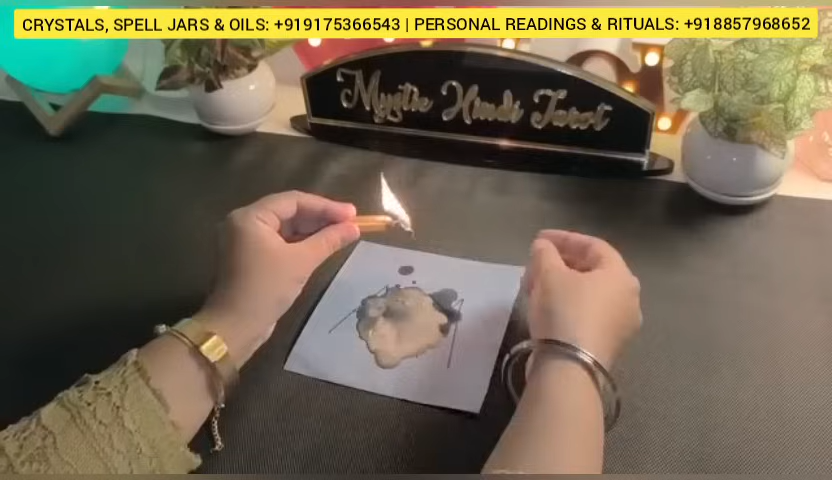 CRYSTALS, SPELL JARS & OILS: +919175366543 | PERSONAL READINGS & RITUALS: +918857968652
Mystic Hindi Tarot